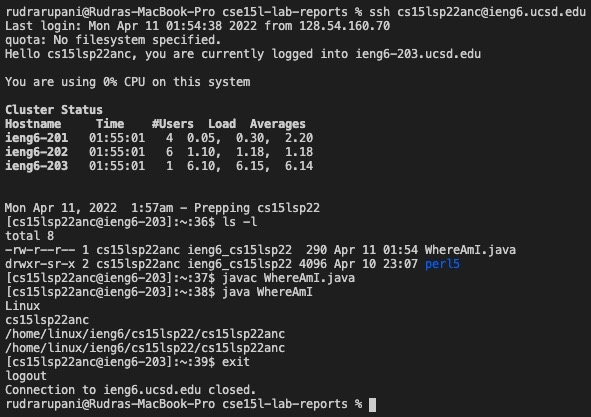 rudrarupani@Rudras-MacBook-Pro cse15l-lab-reports % ssh cs15lsp22anc@ieng6.ucsd.edu
Last login: Mon Apr 11 01:54:38 2022 from 128.54.160.70
quota: No filesystem specified.
Hello cs15lsp22anc, you are currently logged into ieng6-203.ucsd.edu

You are using 0% CPU on this system

Cluster Status
Hostname     Time    #Users  Load  Averages
ieng6-201   01:55:01   4  0.05,  0.30,  2.20
ieng6-202   01:55:01   6  1.10,  1.18,  1.18
ieng6-203   01:55:01   1  6.10,  6.15,  6.14

Mon Apr 11, 2022  1:57am - Prepping cs15lsp22
[cs15lsp22anc@ieng6-203]:~:36$ ls -l
total 8
-rw-r--r-- 1 cs15lsp22anc ieng6_cs15lsp22  290 Apr 11 01:54 WhereAmI.java
drwxr-sr-x 2 cs15lsp22anc ieng6_cs15lsp22 4096 Apr 10 23:07 perl5
[cs15lsp22anc@ieng6-203]:~:37$ javac WhereAmI.java
[cs15lsp22anc@ieng6-203]:~:38$ java WhereAmI
Linux
cs15lsp22anc
/home/linux/ieng6/cs15lsp22/cs15lsp22anc
/home/linux/ieng6/cs15lsp22/cs15lsp22anc
[cs15lsp22anc@ieng6-203]:~:39$ exit
logout
Connection to ieng6.ucsd.edu closed.
rudrarupani@Rudras-MacBook-Pro cse15l-lab-reports %